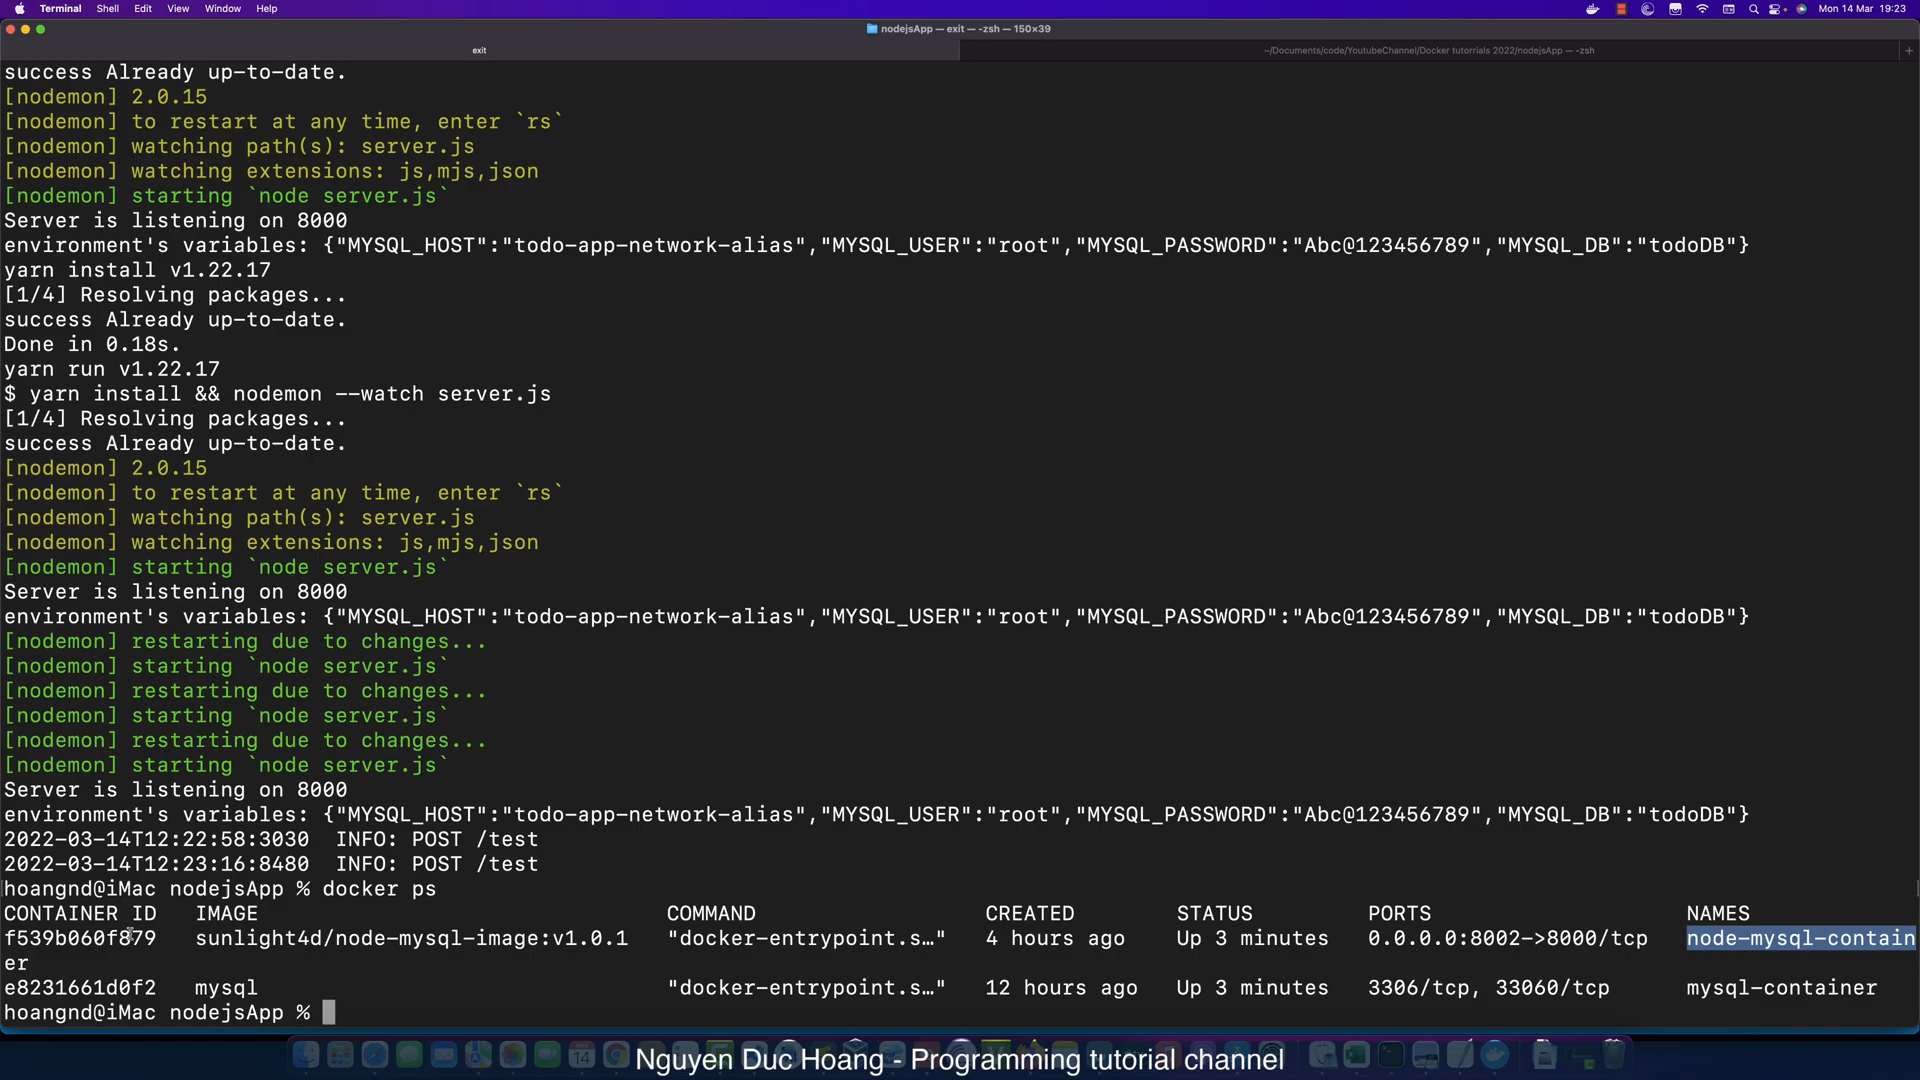 Terminal Shell Edit View Window Help Mon 14 Mar 19:23
nodejsApp — exit — -zsh — 150×39
exit ~/Documents/code/YoutubeChannel/Docker tutorrials 2022/nodejsApp — -zsh +
success Already up-to-date.
[nodemon] 2.0.15
[nodemon] to restart at any time, enter `rs`
[nodemon] watching path(s): server.js
[nodemon] watching extensions: js,mjs,json
[nodemon] starting `node server.js`
Server is listening on 8000
environment's variables: {"MYSQL_HOST":"todo-app-network-alias","MYSQL_USER":"root","MYSQL_PASSWORD":"Abc@123456789","MYSQL_DB":"todoDB"}
yarn install v1.22.17
[1/4] Resolving packages...
success Already up-to-date.
Done in 0.18s.
yarn run v1.22.17
$ yarn install && nodemon --watch server.js
[1/4] Resolving packages...
success Already up-to-date.
[nodemon] 2.0.15
[nodemon] to restart at any time, enter `rs`
[nodemon] watching path(s): server.js
[nodemon] watching extensions: js,mjs,json
[nodemon] starting `node server.js`
Server is listening on 8000
environment's variables: {"MYSQL_HOST":"todo-app-network-alias","MYSQL_USER":"root","MYSQL_PASSWORD":"Abc@123456789","MYSQL_DB":"todoDB"}
[nodemon] restarting due to changes...
[nodemon] starting `node server.js`
[nodemon] restarting due to changes...
[nodemon] starting `node server.js`
[nodemon] restarting due to changes...
[nodemon] starting `node server.js`
Server is listening on 8000
environment's variables: {"MYSQL_HOST":"todo-app-network-alias","MYSQL_USER":"root","MYSQL_PASSWORD":"Abc@123456789","MYSQL_DB":"todoDB"}
2022-03-14T12:22:58:3030 INFO: POST /test
2022-03-14T12:23:16:8480 INFO: POST /test
hoangnd@iMac nodejsApp % docker ps
CONTAINER ID IMAGE COMMAND CREATED STATUS PORTS NAMES
f539b060f879 sunlight4d/node-mysql-image:v1.0.1 "docker-entrypoint.s…" 4 hours ago Up 3 minutes 0.0.0.0:8002->8000/tcp node-mysql-contain
er
e8231661d0f2 mysql "docker-entrypoint.s…" 12 hours ago Up 3 minutes 3306/tcp, 33060/tcp mysql-container
hoangnd@iMac nodejsApp %
Nguyen Duc Hoang - Programming tutorial channel